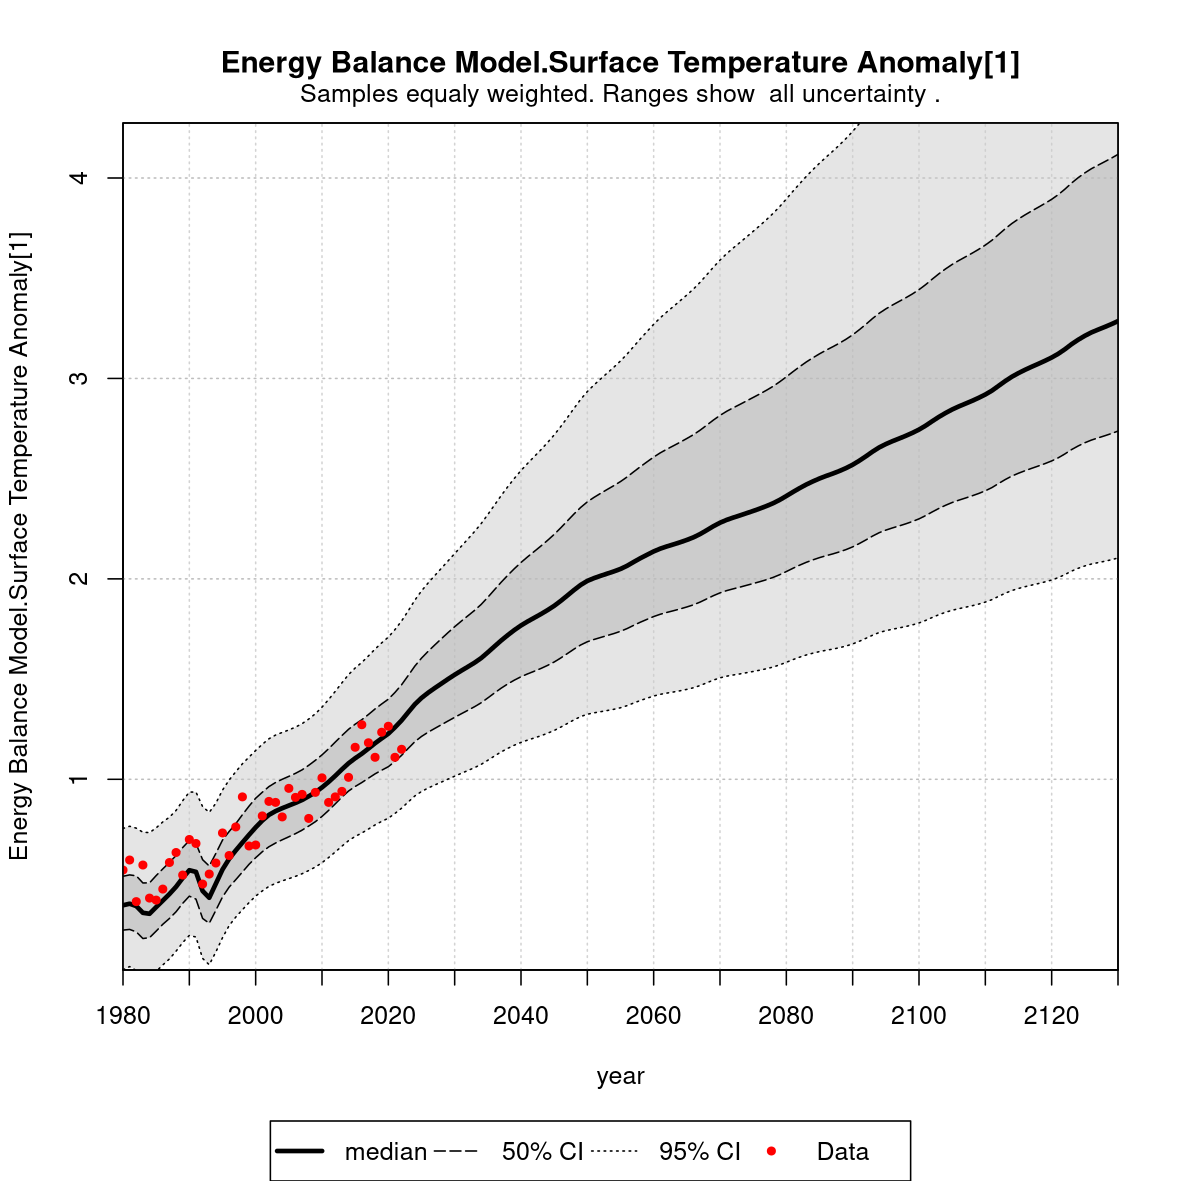 Energy Balance Model.Surface Temperature Anomaly[1]
Samples equaly weighted. Ranges show  all uncertainty .
Energy Balance Model.Surface Temperature Anomaly[1]
4
3
2
1
1980 2000 2020 2040 2060 2080 2100 2120
year
median 50% CI 95% CI Data